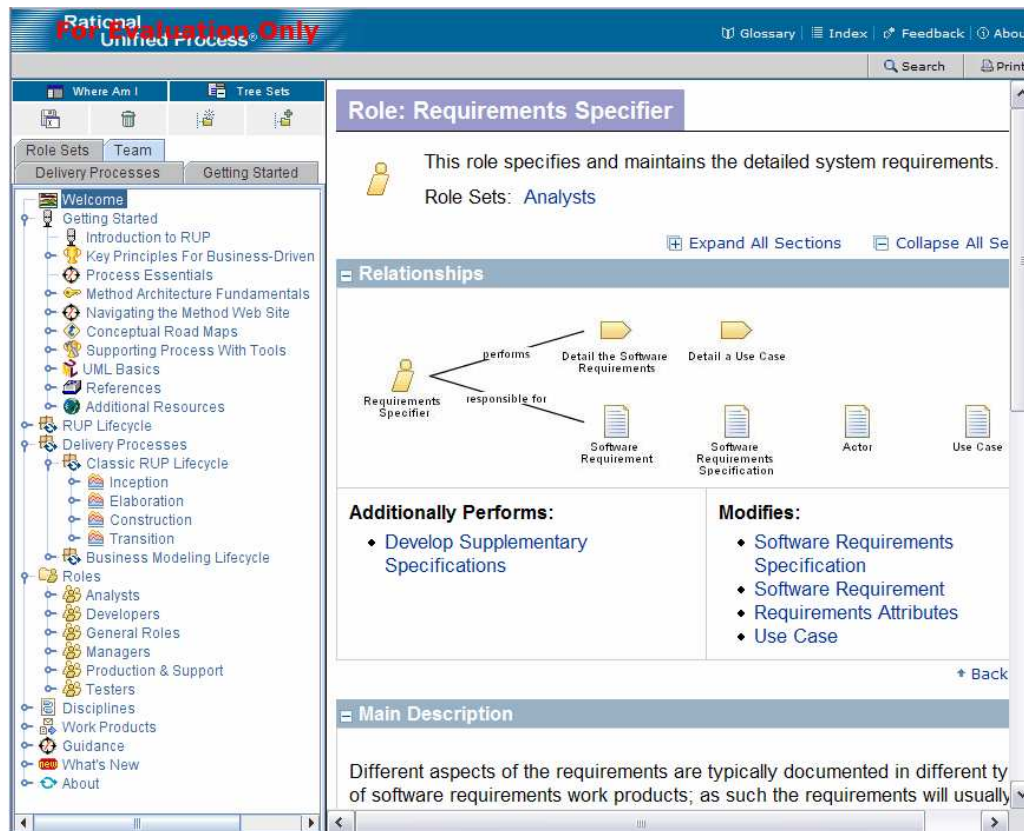 Rational
Unified Process®
For Evaluation Only
Glossary | Index | Feedback | Abou
Search Print
Where Am I Tree Sets
Role Sets Team
Delivery Processes Getting Started
Welcome
Getting Started
Introduction to RUP
Key Principles For Business-Driven
Process Essentials
Method Architecture Fundamentals
Navigating the Method Web Site
Conceptual Road Maps
Supporting Process With Tools
UML Basics
References
Additional Resources
RUP Lifecycle
Delivery Processes
Classic RUP Lifecycle
Inception
Elaboration
Construction
Transition
Business Modeling Lifecycle
Roles
Analysts
Developers
General Roles
Managers
Production & Support
Testers
Disciplines
Work Products
Guidance
new What's New
About
Role: Requirements Specifier
This role specifies and maintains the detailed system requirements.
Role Sets: Analysts
Expand All Sections Collapse All Se
Relationships
performs
Detail the Software
Requirements
Detail a Use Case
Requirements
Specifier
responsible for
Software
Requirement
Software
Requirements
Specification
Actor
Use Case
Additionally Performs:
• Develop Supplementary
Specifications
Modifies:
• Software Requirements
Specification
• Software Requirement
• Requirements Attributes
• Use Case
Back
Main Description
Different aspects of the requirements are typically documented in different ty
of software requirements work products; as such the requirements will usually